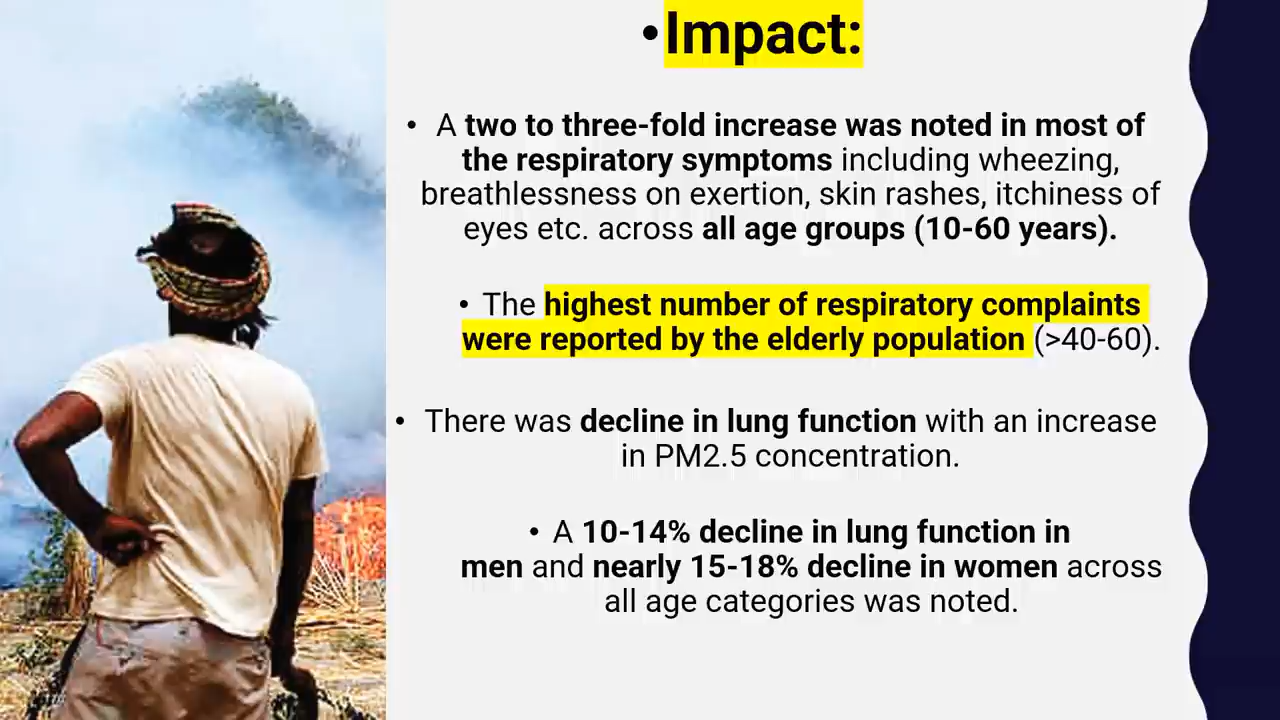 •Impact:
• A two to three-fold increase was noted in most of
the respiratory symptoms including wheezing,
breathlessness on exertion, skin rashes, itchiness of
eyes etc. across all age groups (10-60 years).
• The highest number of respiratory complaints
were reported by the elderly population (>40-60).
• There was decline in lung function with an increase
in PM2.5 concentration.
• A 10-14% decline in lung function in
men and nearly 15-18% decline in women across
all age categories was noted.